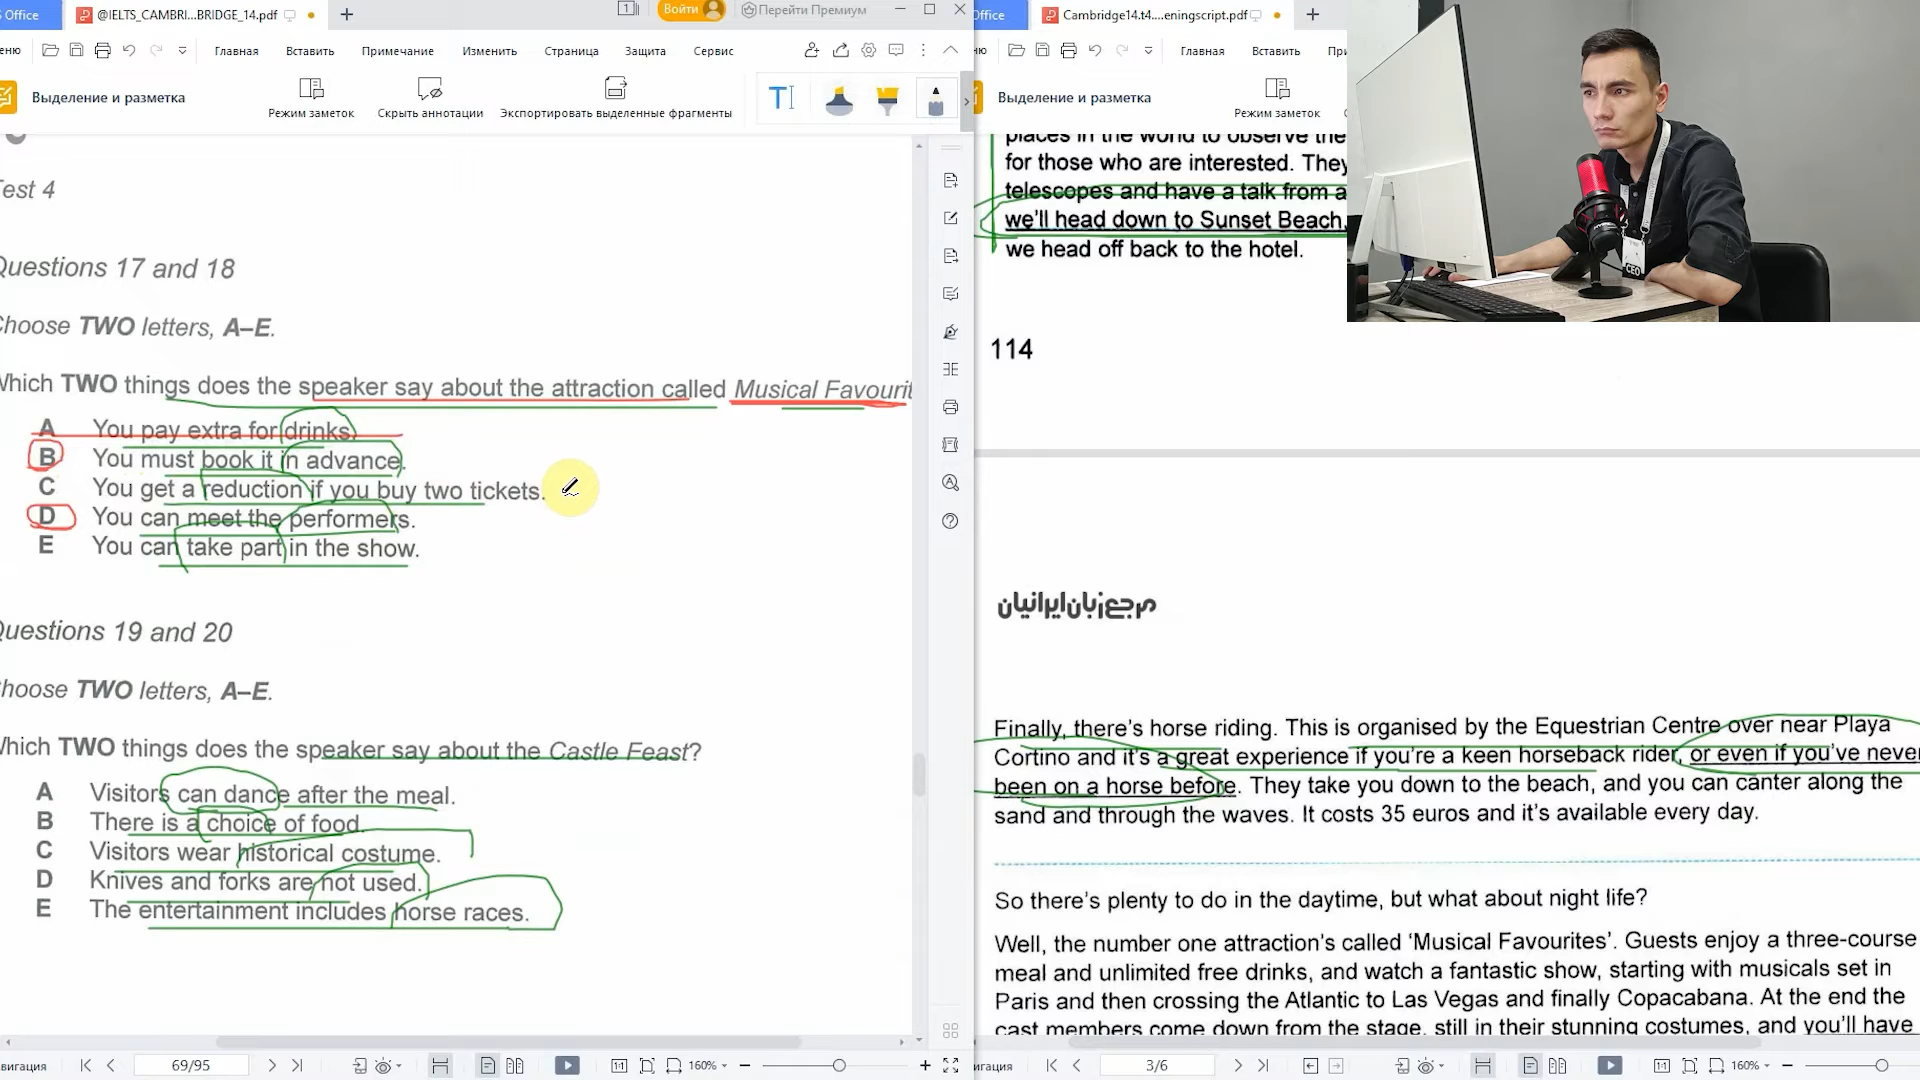 Office
@IELTS_CAMBRI...BRIDGE_14.pdf
Войти
Перейти Премиум
Главная
Вставить
Примечание
Изменить
Страница
Защита
Сервис
Выделение и разметка
Режим заметок
Скрыть аннотации
Экспортировать выделенные фрагменты
est 4
Questions 17 and 18
hoose TWO letters, A–E.
Which TWO things does the speaker say about the attraction called Musical Favourit
A You pay extra for drinks.
B You must book it in advance.
C You get a reduction if you buy two tickets.
D You can meet the performers.
E You can take part in the show.
Questions 19 and 20
hoose TWO letters, A–E.
Which TWO things does the speaker say about the Castle Feast?
A Visitors can dance after the meal.
B There is a choice of food.
C Visitors wear historical costume.
D Knives and forks are not used.
E The entertainment includes horse races.
69/95
160%
Office
Cambridge14.t4....eningscript.pdf
Главная
Вставить
Выделение и разметка
Режим заметок
places in the world to observe the
for those who are interested. They
telescopes and have a talk from a
we'll head down to Sunset Beach,
we head off back to the hotel.
CEO
114
مرجع زبان ایرانیان
Finally, there's horse riding. This is organised by the Equestrian Centre over near Playa
Cortino and it's a great experience if you're a keen horseback rider, or even if you've never
been on a horse before. They take you down to the beach, and you can canter along the
sand and through the waves. It costs 35 euros and it's available every day.
So there's plenty to do in the daytime, but what about night life?
Well, the number one attraction's called 'Musical Favourites'. Guests enjoy a three-course
meal and unlimited free drinks, and watch a fantastic show, starting with musicals set in
Paris and then crossing the Atlantic to Las Vegas and finally Copacabana. At the end the
cast members come down from the stage, still in their stunning costumes, and you'll have
3/6
160%